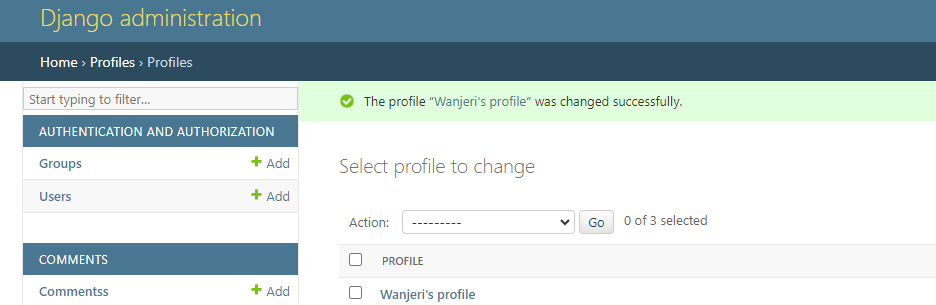 Django administration
Home › Profiles › Profiles
Start typing to filter...
AUTHENTICATION AND AUTHORIZATION
Groups + Add
Users + Add
COMMENTS
Commentss + Add
The profile “Wanjeri's profile” was changed successfully.
Select profile to change
Action: --------- Go 0 of 3 selected
PROFILE
Wanjeri's profile